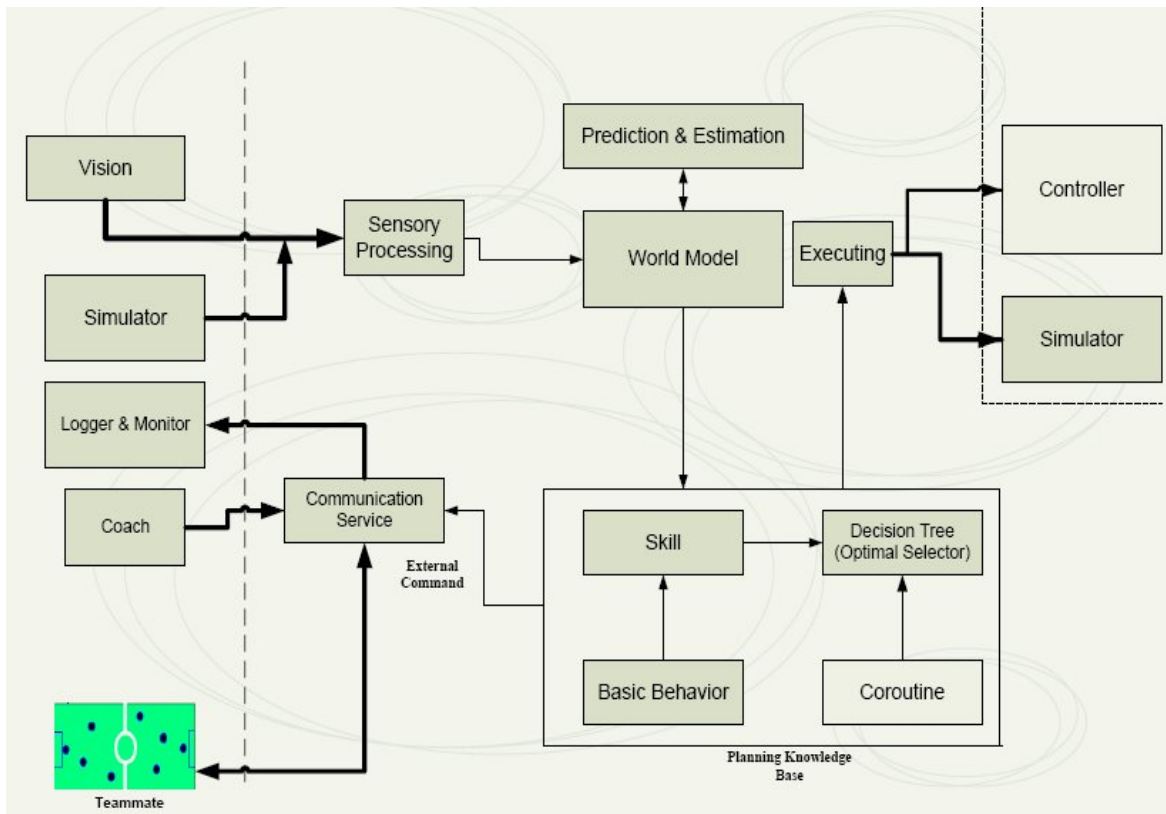 Vision
Prediction & Estimation
Controller
Sensory
Processing
World Model
Executing
Simulator
Simulator
Logger & Monitor
Coach
Communication
Service
External
Command
Skill
Decision Tree
(Optimal Selector)
Basic Behavior
Coroutine
Planning Knowledge
Base
Teammate